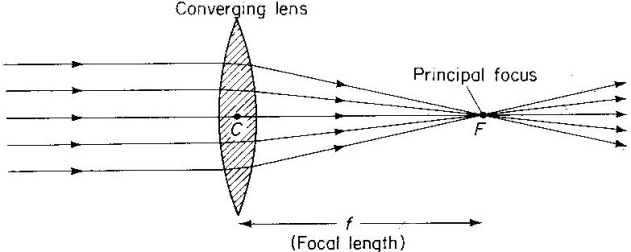 Converging lens
Principal focus
C
F
f
(Focal length)